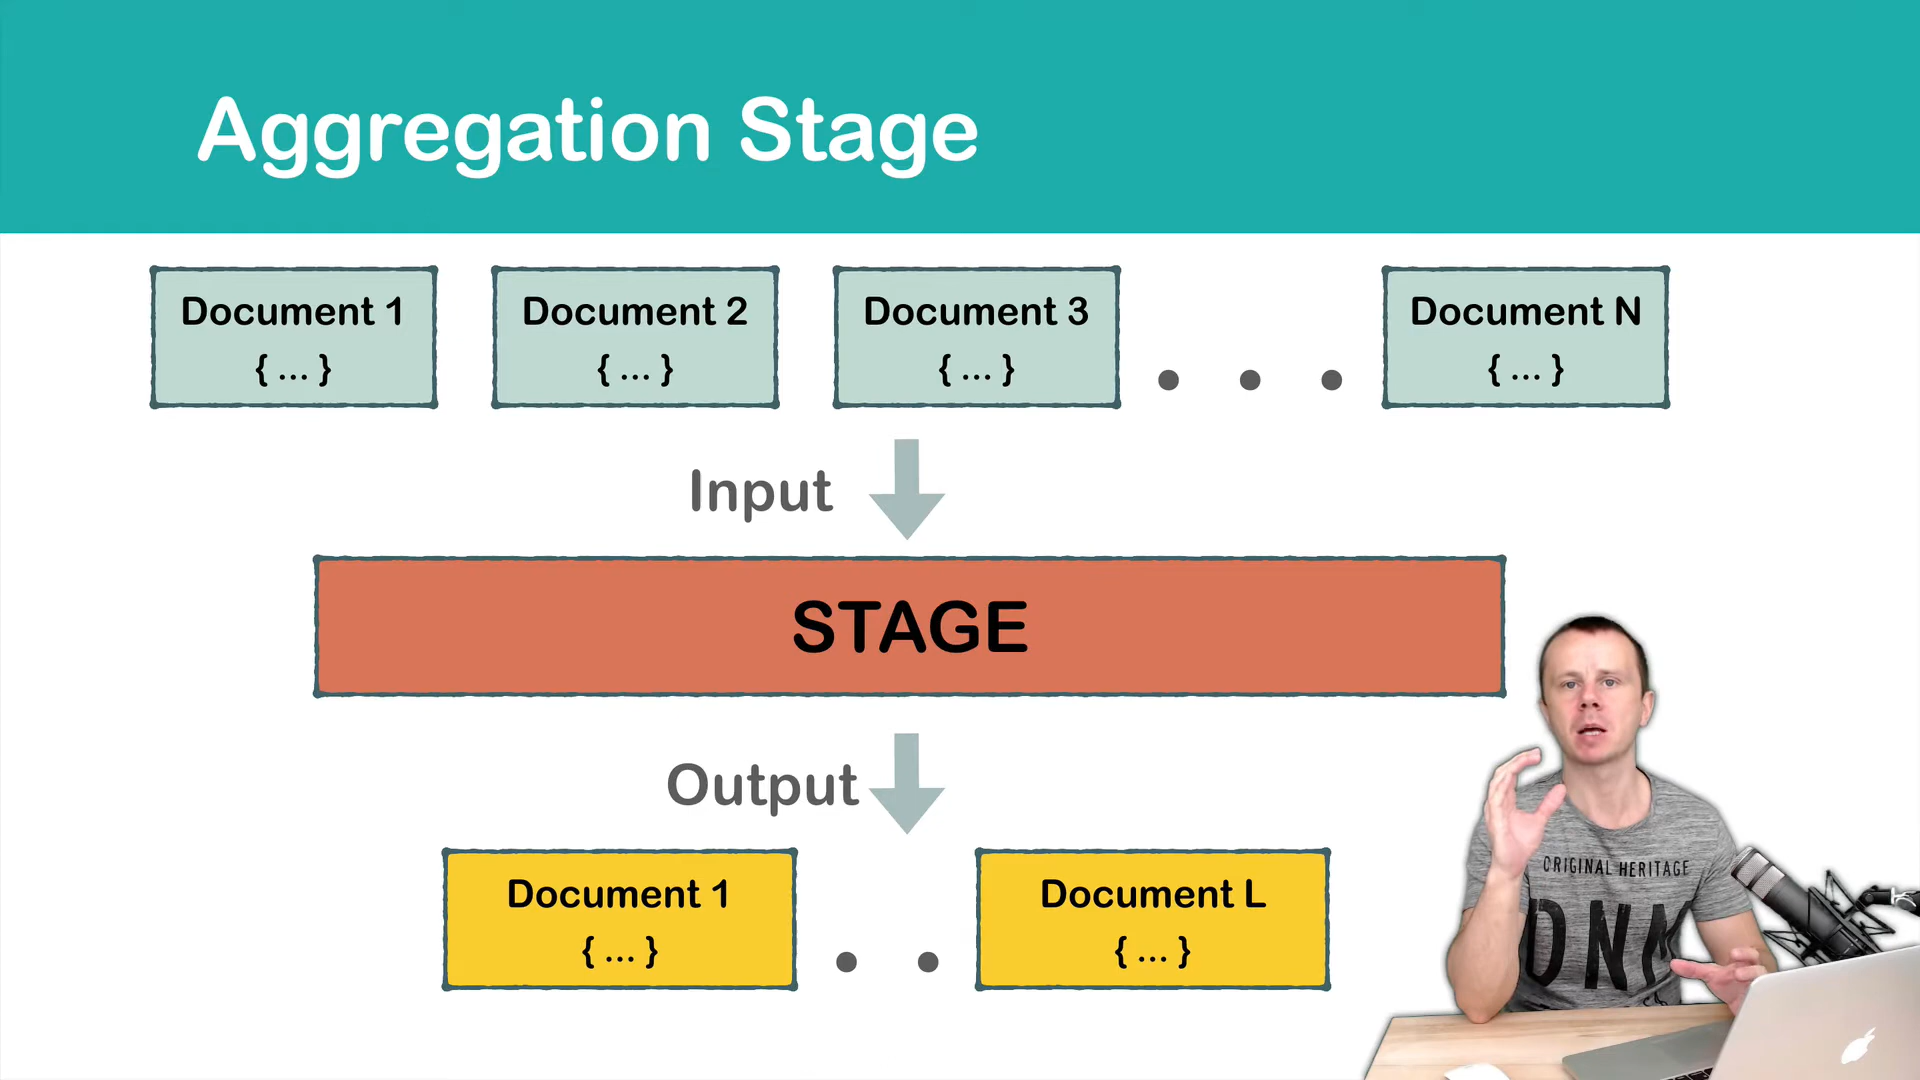 Aggregation Stage
Document 1
{ ... }
Document 2
{ ... }
Document 3
{ ... }
Document N
{ ... }
Input
STAGE
Output
Document 1
{ ... }
Document L
{ ... }
ORIGINAL HERITAGE